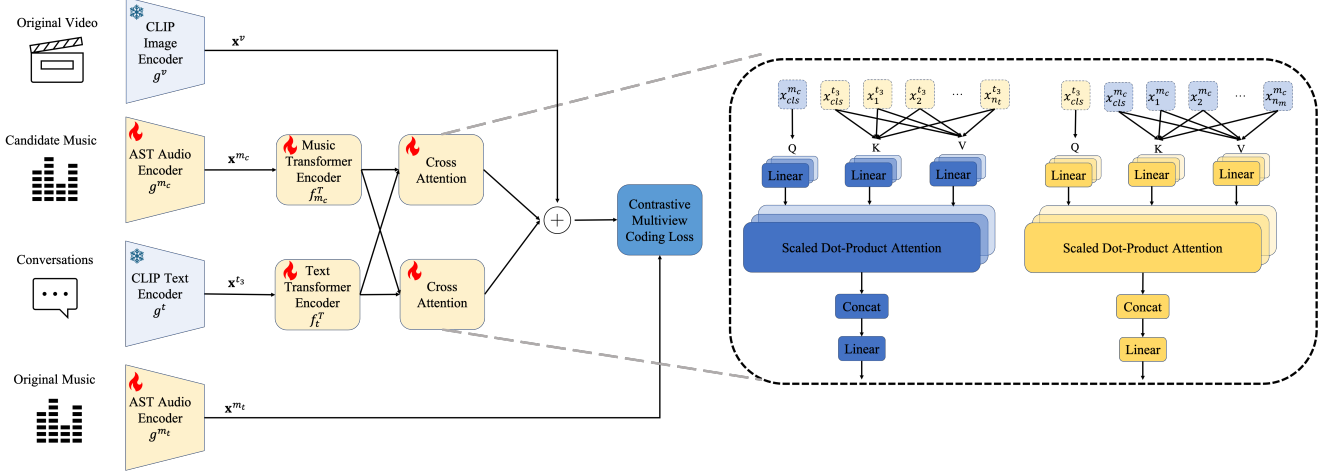 Original Video
CLIP
Image
Encoder
g^v
x^v
Candidate Music
AST Audio
Encoder
g^{m_c}
x^{m_c}
Music
Transformer
Encoder
f^T_{m_c}
Cross
Attention
Conversations
CLIP Text
Encoder
g^t
x^{t_3}
Text
Transformer
Encoder
f^T_t
Cross
Attention
+
Contrastive
Multiview
Coding Loss
Original Music
AST Audio
Encoder
g^{m_t}
x^{m_t}
x^{m_c}_{cls} x^{t_3}_{cls} x^{t_3}_1 x^{t_3}_2 ... x^{t_3}_{n_t}
Q K V
Linear Linear Linear
Scaled Dot-Product Attention
Concat
Linear
x^{t_3}_{cls} x^{m_c}_{cls} x^{m_c}_1 x^{m_c}_2 ... x^{m_c}_{n_m}
Q K V
Linear Linear Linear
Scaled Dot-Product Attention
Concat
Linear